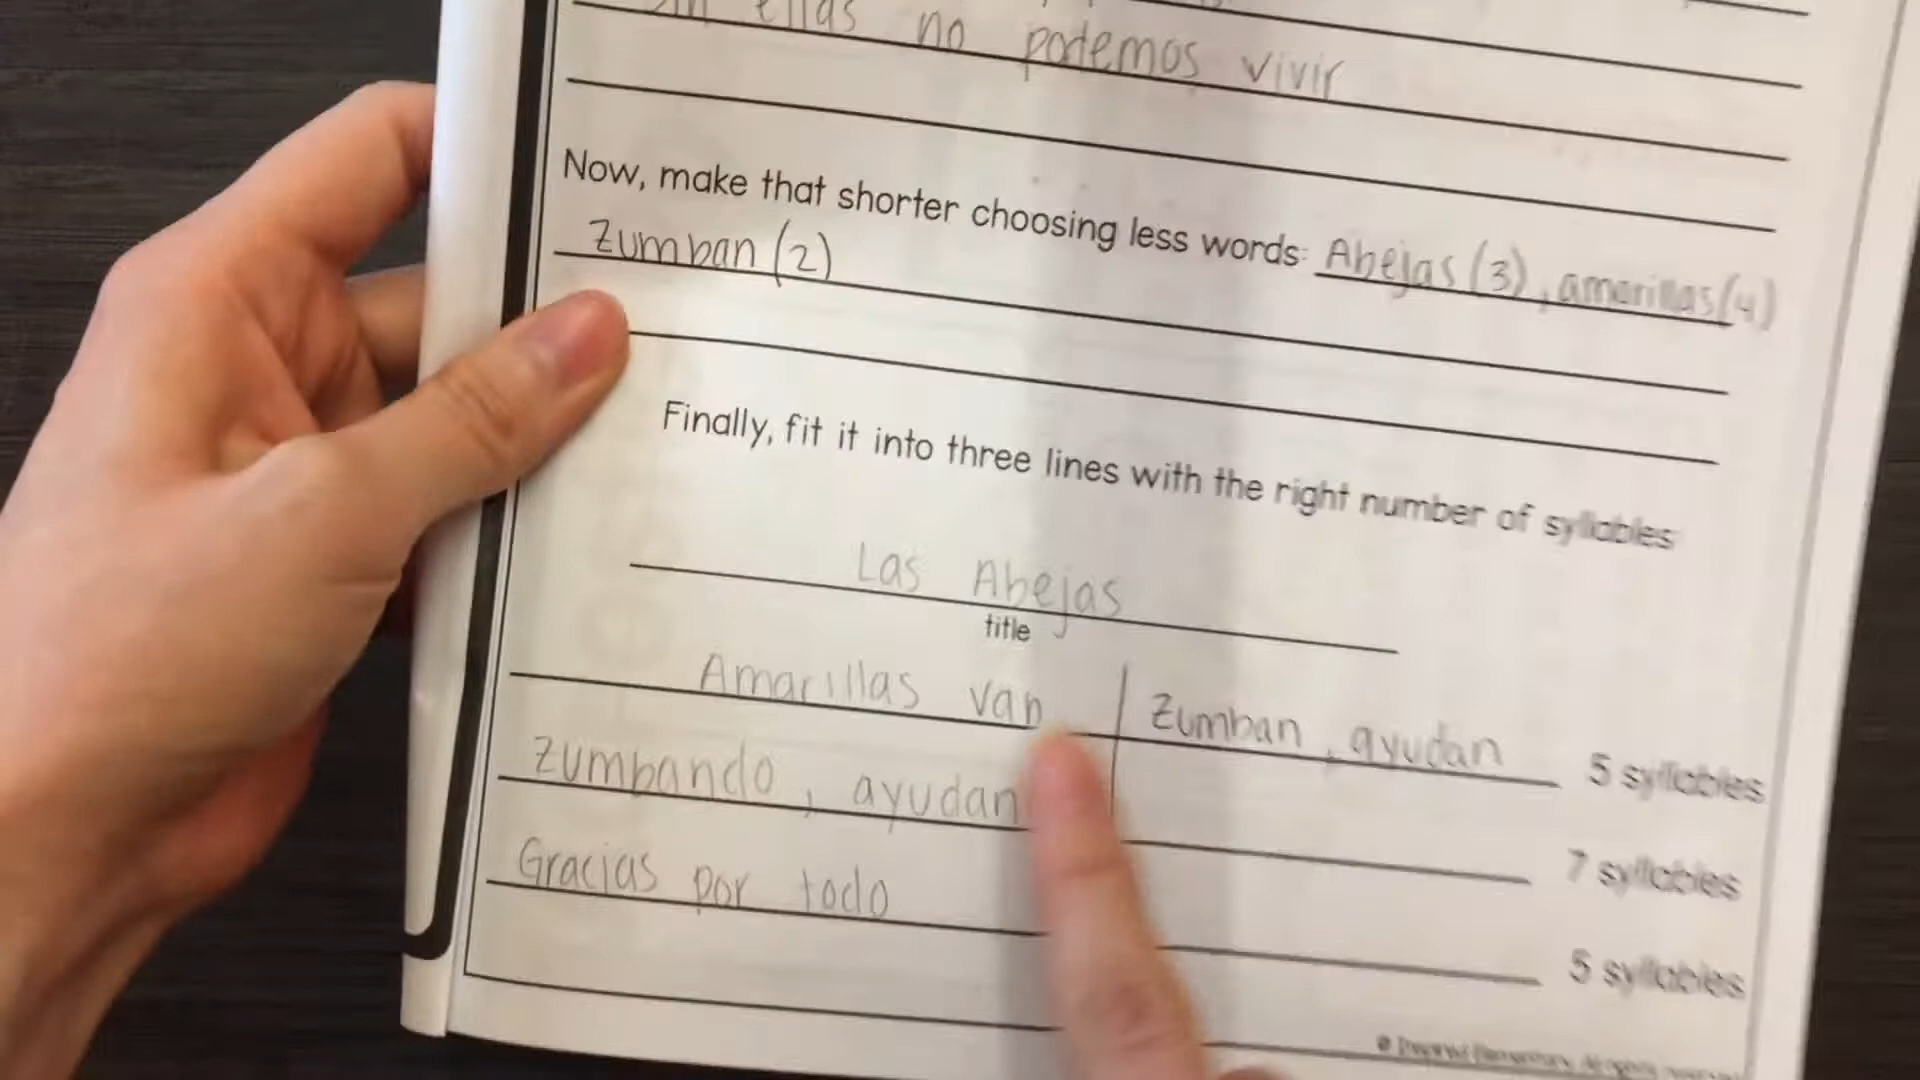 ellas no podemos vivir
Now, make that shorter choosing less words: Abejas (3), amarillas (4)
Zumban (2)
Finally, fit it into three lines with the right number of syllables
Las Abejas
title
Amarillas van | Zumban, ayudan 5 syllables
Zumbando, ayudan 7 syllables
Gracias por todo
5 syllables